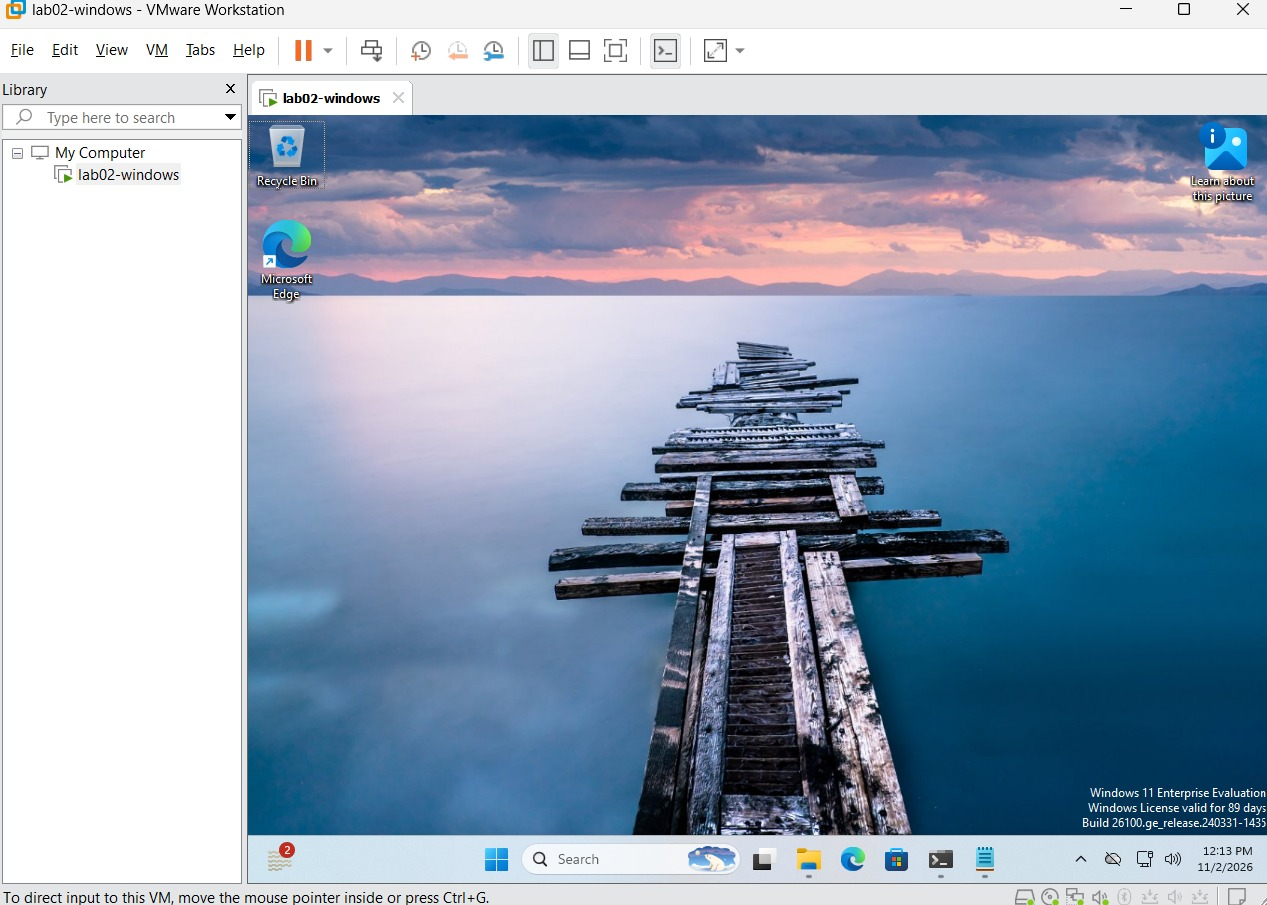 lab02-windows - VMware Workstation
File Edit View VM Tabs Help
Library
Type here to search
My Computer
lab02-windows
lab02-windows
Recycle Bin
Microsoft
Edge
Learn about
this picture
Windows 11 Enterprise Evaluation
Windows License valid for 89 days
Build 26100.ge_release.240331-1435
2
Search
12:13 PM
11/2/2026
To direct input to this VM, move the mouse pointer inside or press Ctrl+G.